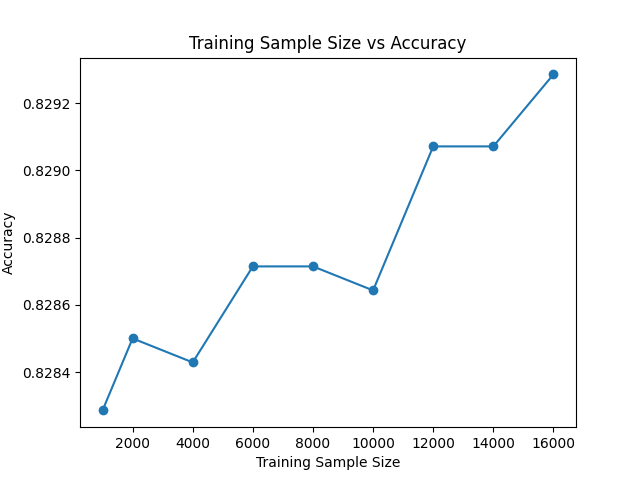 Training Sample Size vs Accuracy
Accuracy
0.8292
0.8290
0.8288
0.8286
0.8284
2000 4000 6000 8000 10000 12000 14000 16000
Training Sample Size